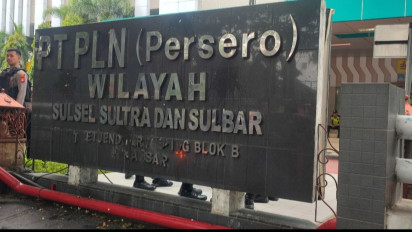 PT PLN (Persero)
WILAYAH
SULSEL SULTRA DAN SULBAR
BLOK B